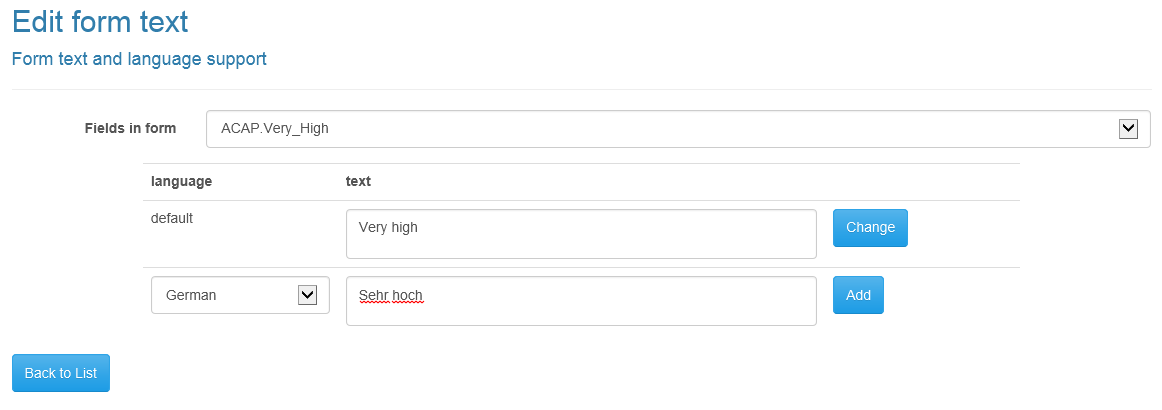 Edit form text
Form text and language support
Fields in form ACAP.Very_High
language text
default Very high Change
German Sehr hoch Add
Back to List